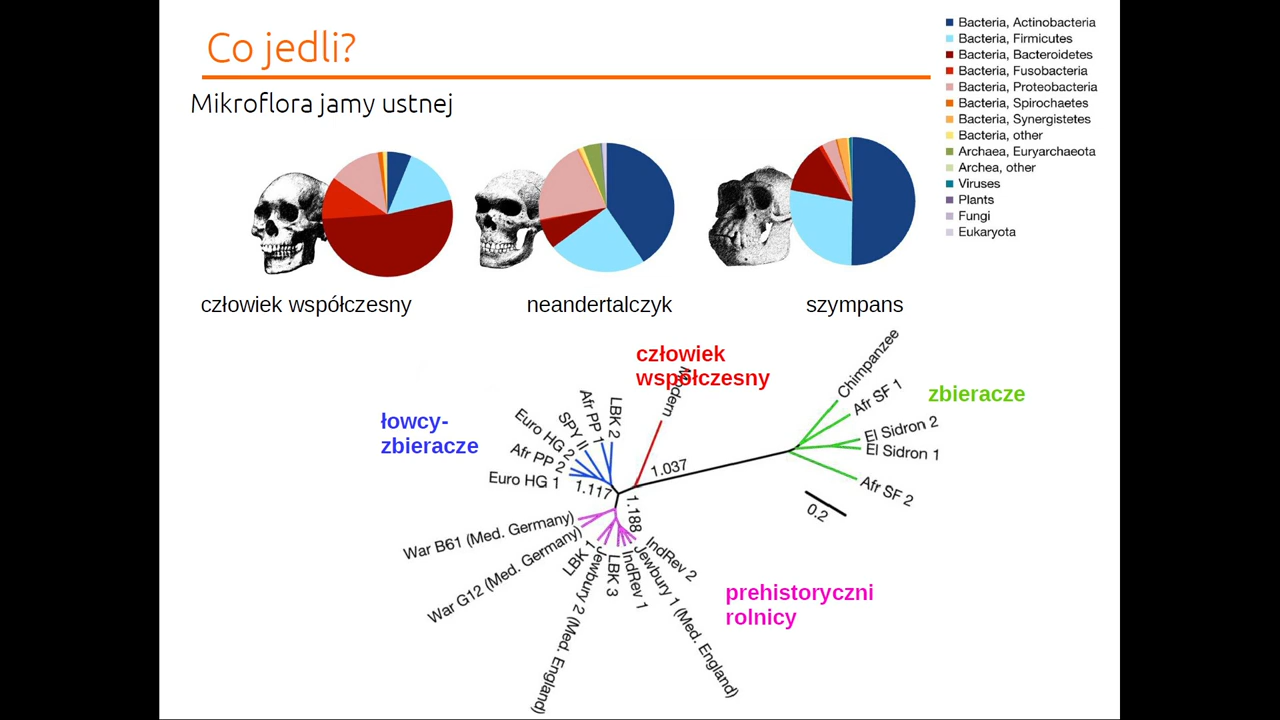 Co jedli?
Mikroflora jamy ustnej
Bacteria, Actinobacteria
Bacteria, Firmicutes
Bacteria, Bacteroidetes
Bacteria, Fusobacteria
Bacteria, Proteobacteria
Bacteria, Spirochaetes
Bacteria, Synergistetes
Bacteria, other
Archaea, Euryarchaeota
Archea, other
Viruses
Plants
Fungi
Eukaryota
człowiek współczesny
neandertalczyk
szympans
człowiek
współczesny
Modern
łowcy-
zbieracze
zbieracze
Chimpanzee
Afr SF 1
El Sidron 2
El Sidron 1
Afr SF 2
0.2
1.037
LBK 2
Afr PP 1
SPY II
Euro HG 2
Afr PP 2
Euro HG 1
1.117
1.188
War B61 (Med. Germany)
War G12 (Med. Germany)
LBK 1
Jewbury 2 (Med. England)
LBK 3
IndRev 1
Jewbury 1 (Med. England)
IndRev 2
prehistoryczni
rolnicy